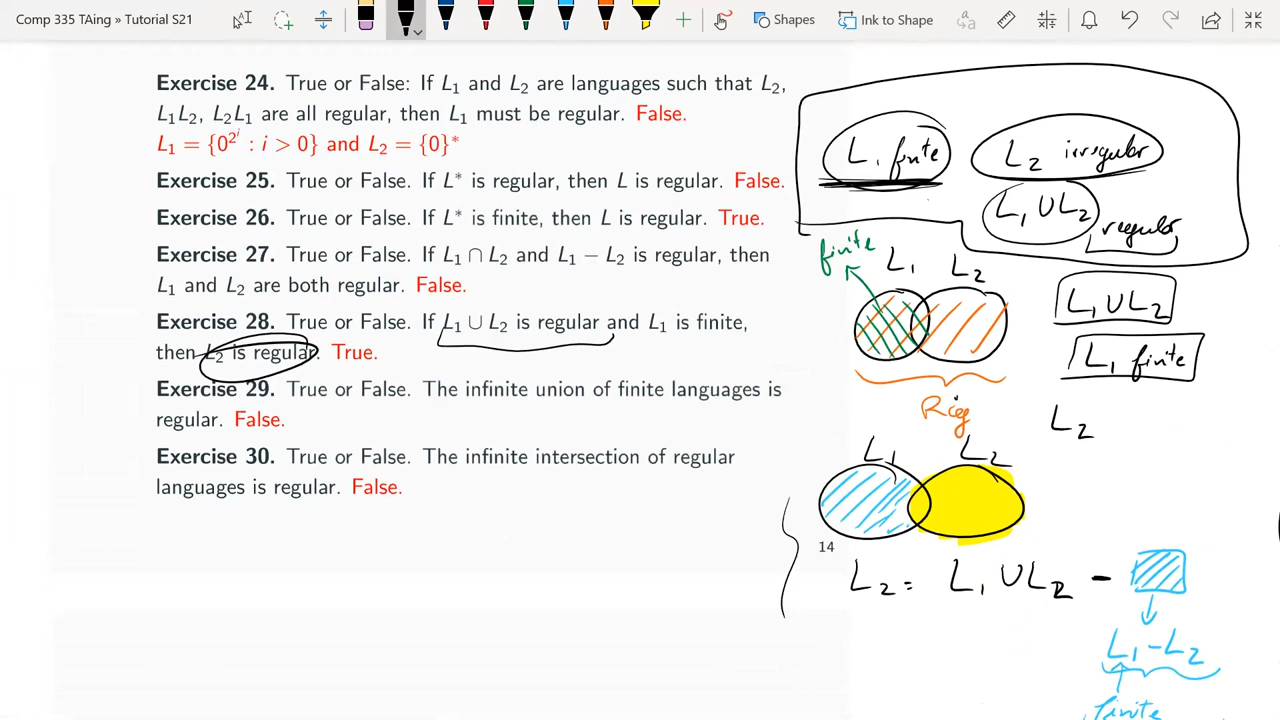 Comp 335 TAing » Tutorial S21
Shapes
Ink to Shape
Exercise 24. True or False: If L₁ and L₂ are languages such that L₂,
L₁L₂, L₂L₁ are all regular, then L₁ must be regular. False.
L₁ = {0^{2^i} : i > 0} and L₂ = {0}*
Exercise 25. True or False. If L* is regular, then L is regular. False.
Exercise 26. True or False. If L* is finite, then L is regular. True.
Exercise 27. True or False. If L₁ ∩ L₂ and L₁ − L₂ is regular, then
L₁ and L₂ are both regular. False.
Exercise 28. True or False. If L₁ ∪ L₂ is regular and L₁ is finite,
then L₂ is regular. True.
Exercise 29. True or False. The infinite union of finite languages is
regular. False.
Exercise 30. True or False. The infinite intersection of regular
languages is regular. False.
14
L₁ finite
L₂ irregular
L₁ ∪ L₂
regular
finite
L₁ L₂
L₁ ∪ L₂
L₁ finite
Reg
L₂
L₁ L₂
L₂ = L₁ ∪ L₂ −
L₁ − L₂
finite